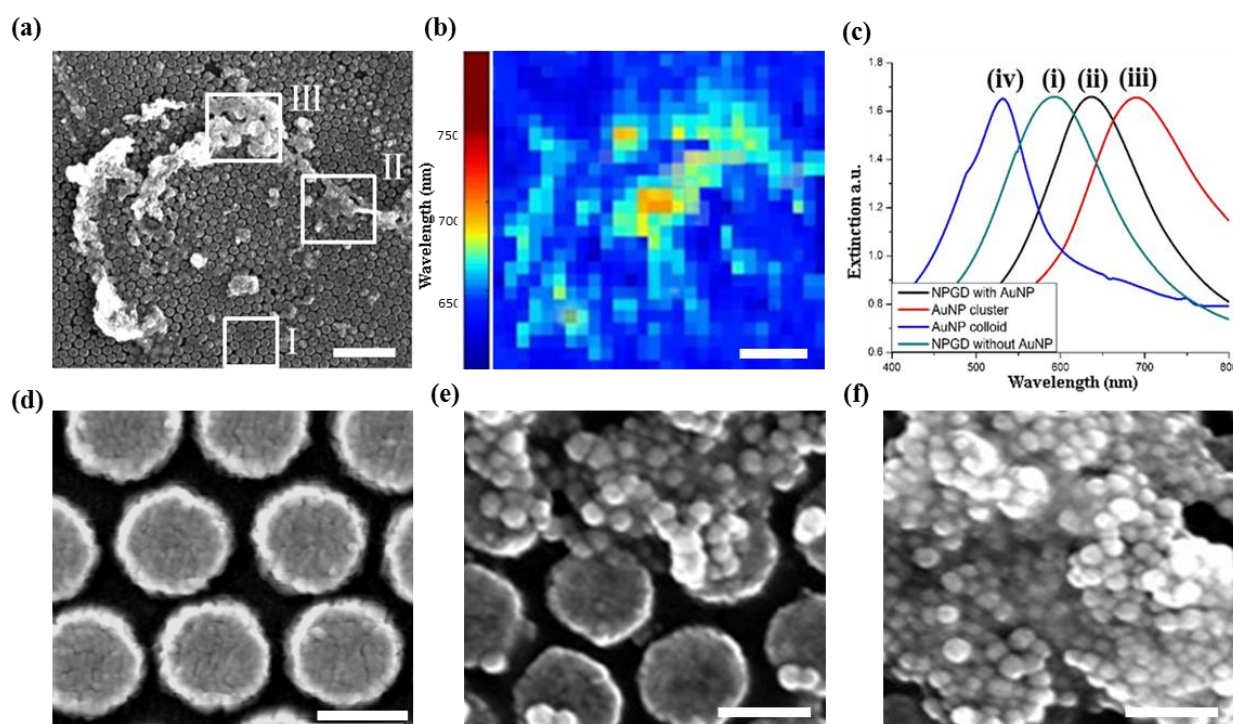 (a)
III
II
I
(b)
750
700
650
Wavelength (nm)
(c)
Extinction a.u.
1.8
1.6
1.4
1.2
1.0
0.8
0.6
(iv) (i) (ii) (iii)
NPGD with AuNP
AuNP cluster
AuNP colloid
NPGD without AuNP
400 500 600 700 800
Wavelength (nm)
(d)
(e)
(f)